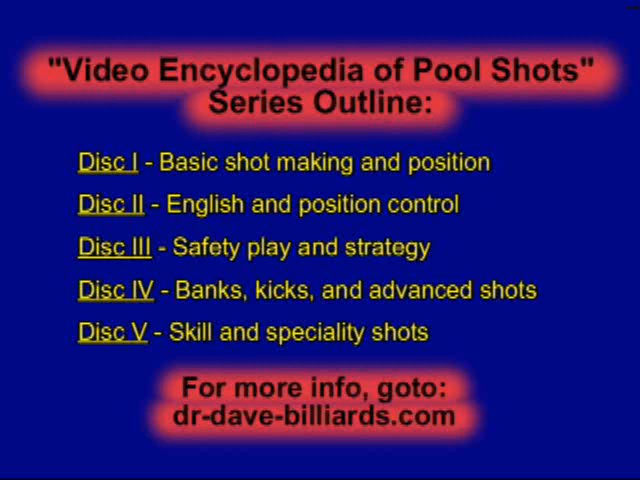 "Video Encyclopedia of Pool Shots"
Series Outline:
Disc I - Basic shot making and position
Disc II - English and position control
Disc III - Safety play and strategy
Disc IV - Banks, kicks, and advanced shots
Disc V - Skill and speciality shots
For more info, goto:
dr-dave-billiards.com